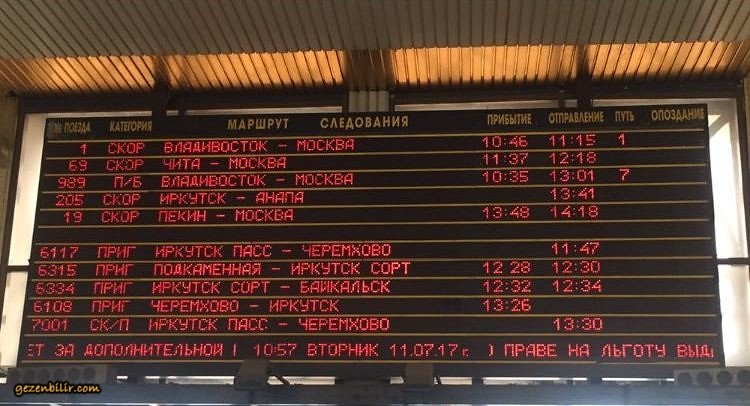 № ПОЕЗДА КАТЕГОРИЯ МАРШРУТ СЛЕДОВАНИЯ ПРИБЫТИЕ ОТПРАВЛЕНИЕ ПУТЬ ОПОЗДАНИЕ
1 СКОР ВЛАДИВОСТОК - МОСКВА 10:46 11:15 1
69 СКОР ЧИТА - МОСКВА 11:37 12:18
989 П/Б ВЛАДИВОСТОК - МОСКВА 10:35 13:01 7
205 СКОР ИРКУТСК - АНАПА 13:41
19 СКОР ПЕКИН - МОСКВА 13:48 14:18
6117 ПРИГ ИРКУТСК ПАСС - ЧЕРЕМХОВО 11:47
6315 ПРИГ ПОДКАМЕННАЯ - ИРКУТСК СОРТ 12 28 12:30
6334 ПРИГ ИРКУТСК СОРТ - БАЙКАЛЬСК 12:32 12:34
6108 ПРИГ ЧЕРЕМХОВО - ИРКУТСК 13:26
7001 СК/П ИРКУТСК ПАСС - ЧЕРЕМХОВО 13:30
ЕТ ЗА ДОПОЛНИТЕЛЬНОЙ I 10:57 ВТОРНИК 11.07.17 г. ) ПРАВЕ НА ЛЬГОТУ ВЫД
gezenbilir.com